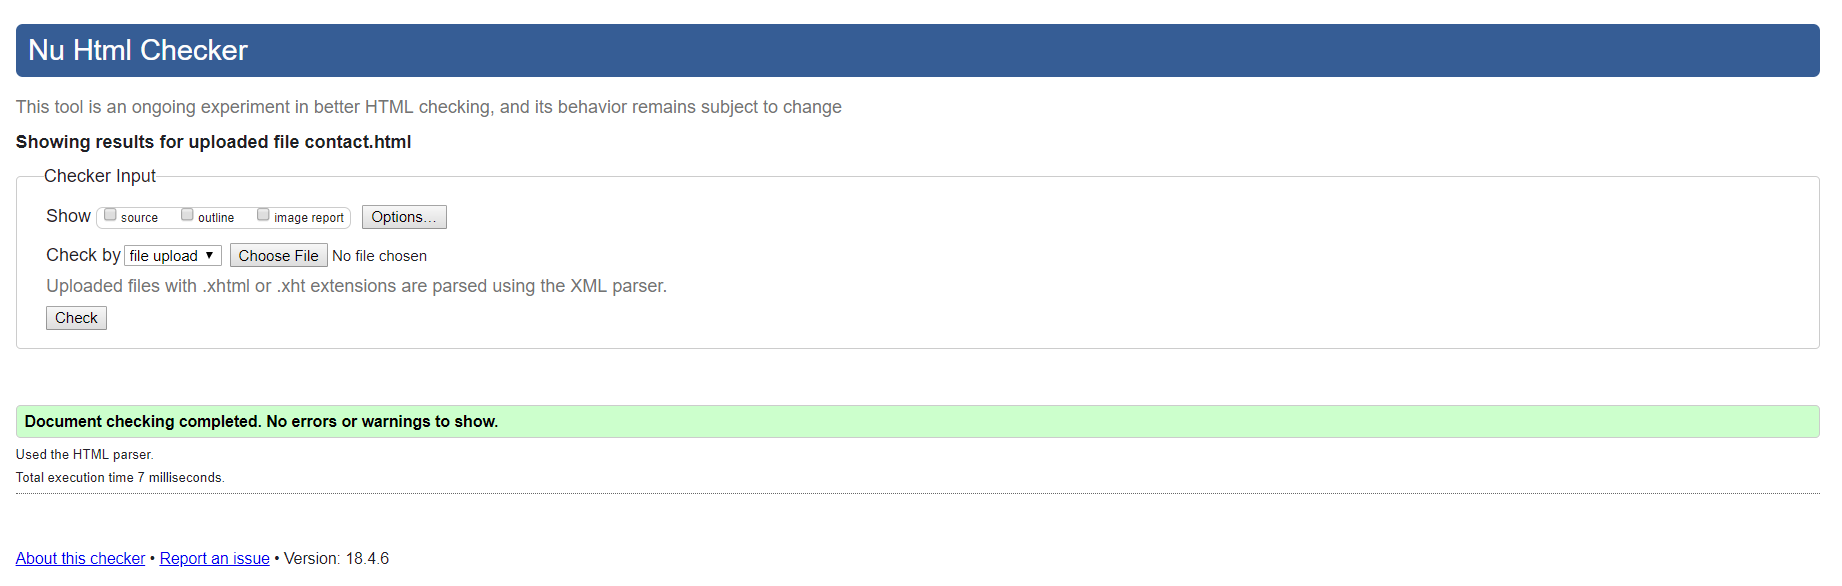 Nu Html Checker
This tool is an ongoing experiment in better HTML checking, and its behavior remains subject to change
Showing results for uploaded file contact.html
Checker Input
Show source outline image report Options...
Check by file upload Choose File No file chosen
Uploaded files with .xhtml or .xht extensions are parsed using the XML parser.
Check
Document checking completed. No errors or warnings to show.
Used the HTML parser.
Total execution time 7 milliseconds.
About this checker • Report an issue • Version: 18.4.6